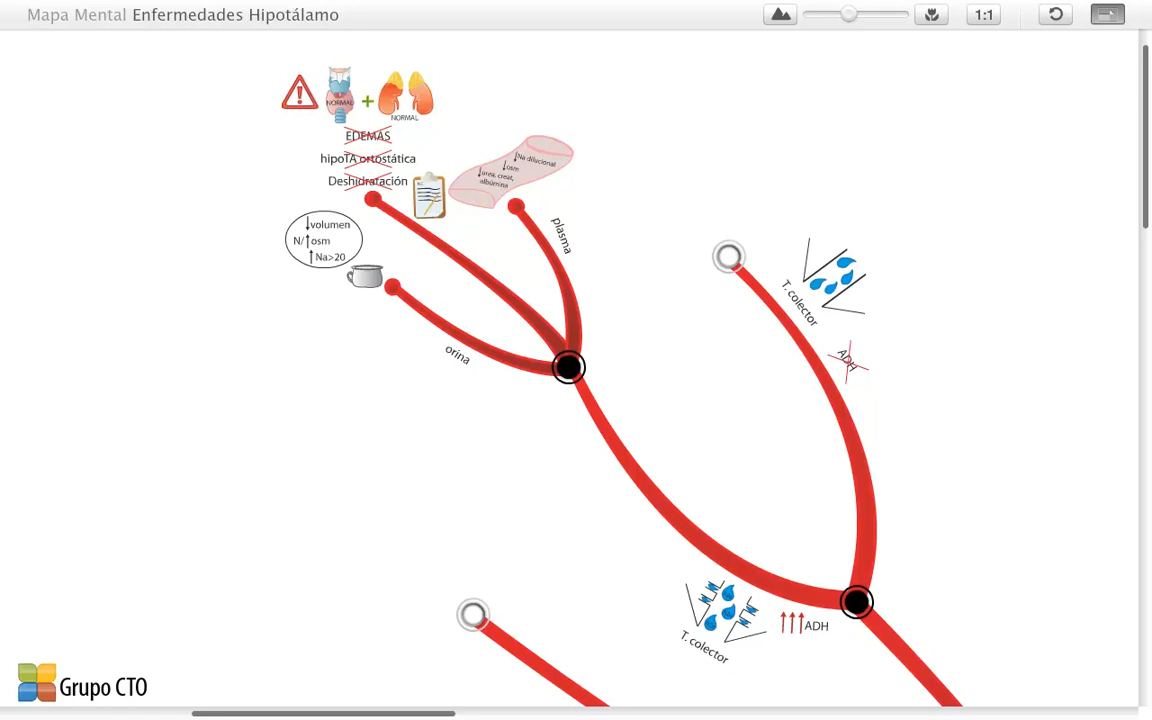 Mapa Mental Enfermedades Hipotálamo
1:1
NORMAL
NORMAL
EDEMAS
hipoTA ortostática
Deshidratación
↓Na dilucional
↓osm
↓urea, creat,
albúmina
↓volumen
N/↑osm
↑Na>20
plasma
orina
T. colector
ADH
T. colector
↑↑↑ADH
Grupo CTO